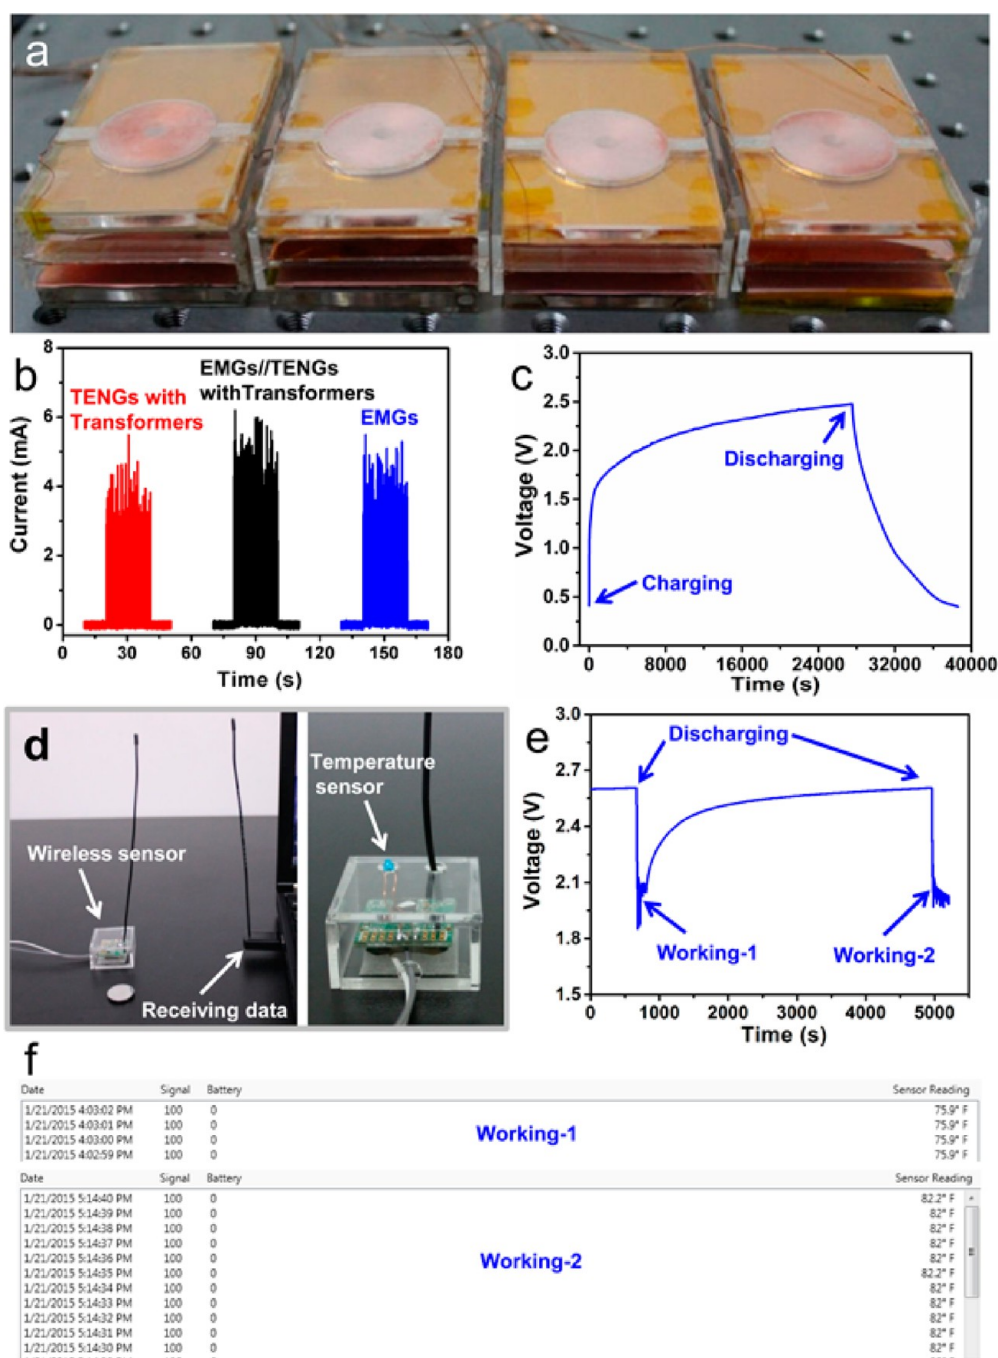 a
b
8
6
4
2
0
Current (mA)
TENGs with
Transformers
EMGs//TENGs
withTransformers
EMGs
0 30 60 90 120 150 180
Time (s)
c
3.0
2.5
2.0
1.5
1.0
0.5
0.0
Voltage (V)
Discharging
Charging
0 8000 16000 24000 32000 40000
Time (s)
d
Wireless sensor
Receiving data
Temperature
sensor
e
3.0
2.7
2.4
2.1
1.8
1.5
Voltage (V)
Discharging
Working-1
Working-2
0 1000 2000 3000 4000 5000
Time (s)
f
Date Signal Battery Sensor Reading
1/21/2015 4:03:02 PM 100 0 75.9° F
1/21/2015 4:03:01 PM 100 0 75.9° F
1/21/2015 4:03:00 PM 100 0 75.9° F
1/21/2015 4:02:59 PM 100 0 75.9° F
Working-1
Date Signal Battery Sensor Reading
1/21/2015 5:14:40 PM 100 0 82.2° F
1/21/2015 5:14:39 PM 100 0 82° F
1/21/2015 5:14:38 PM 100 0 82° F
1/21/2015 5:14:37 PM 100 0 82° F
1/21/2015 5:14:36 PM 100 0 82° F
1/21/2015 5:14:35 PM 100 0 82.2° F
1/21/2015 5:14:34 PM 100 0 82° F
1/21/2015 5:14:33 PM 100 0 82° F
1/21/2015 5:14:32 PM 100 0 82° F
1/21/2015 5:14:31 PM 100 0 82° F
1/21/2015 5:14:30 PM 100 0 82° F
Working-2